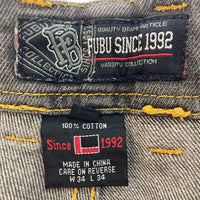 QUALITY BRAND ARTICLE
FUBU SINCE 1992
VARSITY COLLECTION
100% COTTON
Since 1992
MADE IN CHINA
CARE ON REVERSE
W 34 L 34